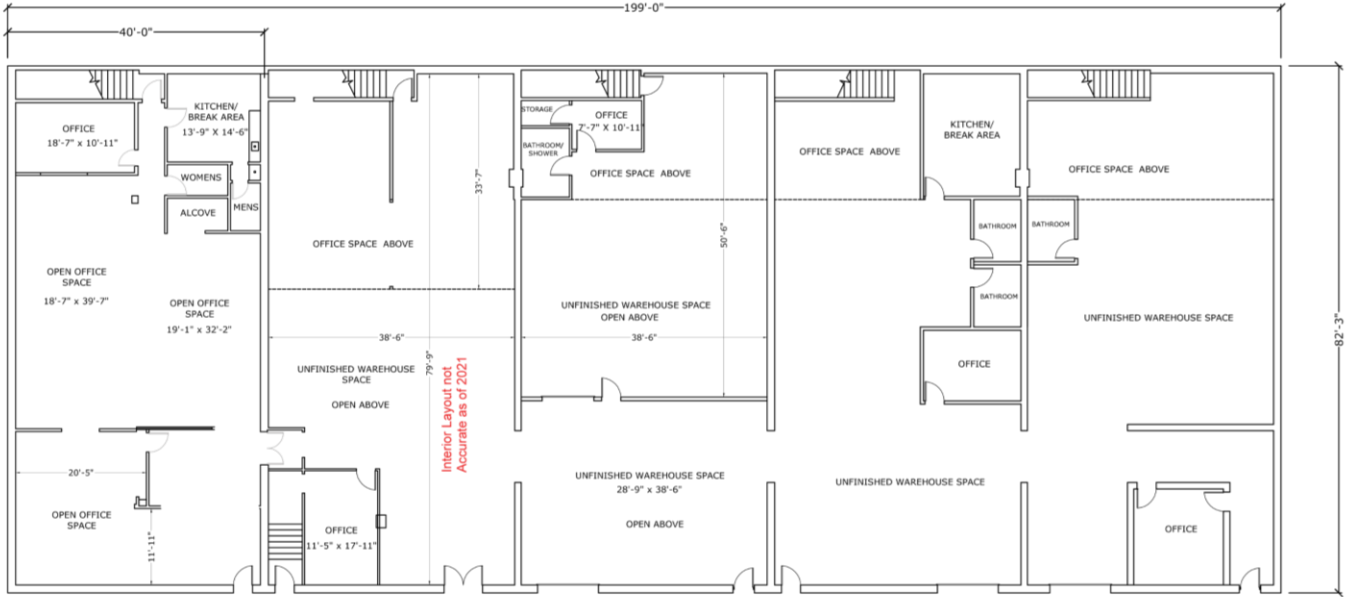 199'-0"
40'-0"
KITCHEN/
BREAK AREA
13'-9" X 14'-6"
OFFICE
18'-7" x 10'-11"
WOMENS
ALCOVE
MENS
OPEN OFFICE
SPACE
18'-7" x 39'-7"
OPEN OFFICE
SPACE
19'-1" x 32'-2"
20'-5"
OPEN OFFICE
SPACE
11'-11"
33'-7"
OFFICE SPACE ABOVE
38'-6"
79'-9"
UNFINISHED WAREHOUSE
SPACE
OPEN ABOVE
Interior Layout not
Accurate as of 2021
OFFICE
11'-5" x 17'-11"
STORAGE
OFFICE
7'-7" X 10'-11"
BATHROOM/
SHOWER
OFFICE SPACE ABOVE
50'-6"
UNFINISHED WAREHOUSE SPACE
OPEN ABOVE
38'-6"
UNFINISHED WAREHOUSE SPACE
28'-9" x 38'-6"
OPEN ABOVE
OFFICE SPACE ABOVE
KITCHEN/
BREAK AREA
BATHROOM
BATHROOM
OFFICE
UNFINISHED WAREHOUSE SPACE
OFFICE SPACE ABOVE
BATHROOM
UNFINISHED WAREHOUSE SPACE
OFFICE
82'-3"